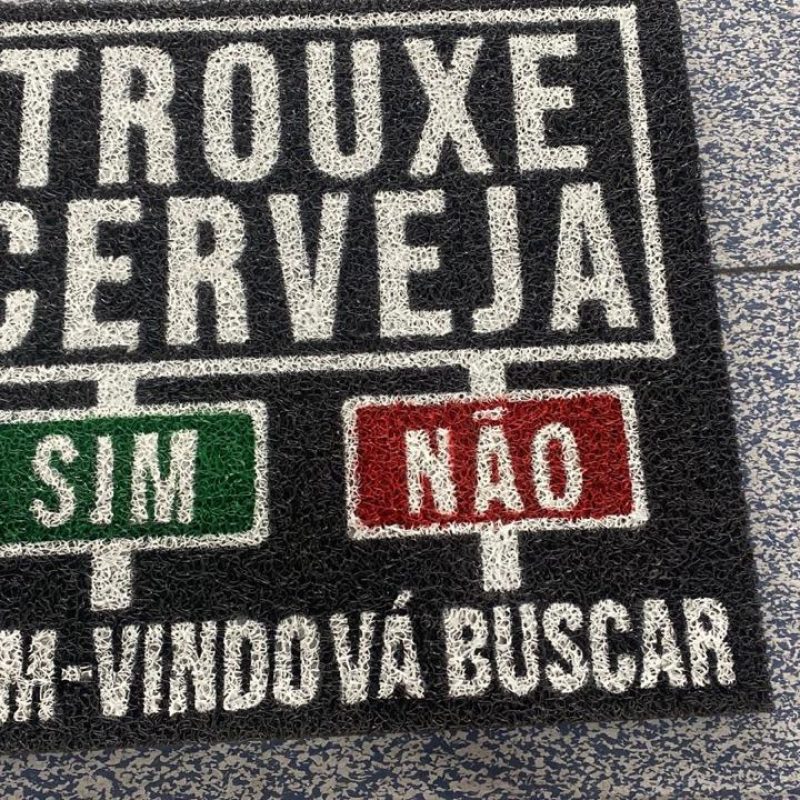 TROUXE
CERVEJA
SIM NÃO
M-VINDO VÁ BUSCAR